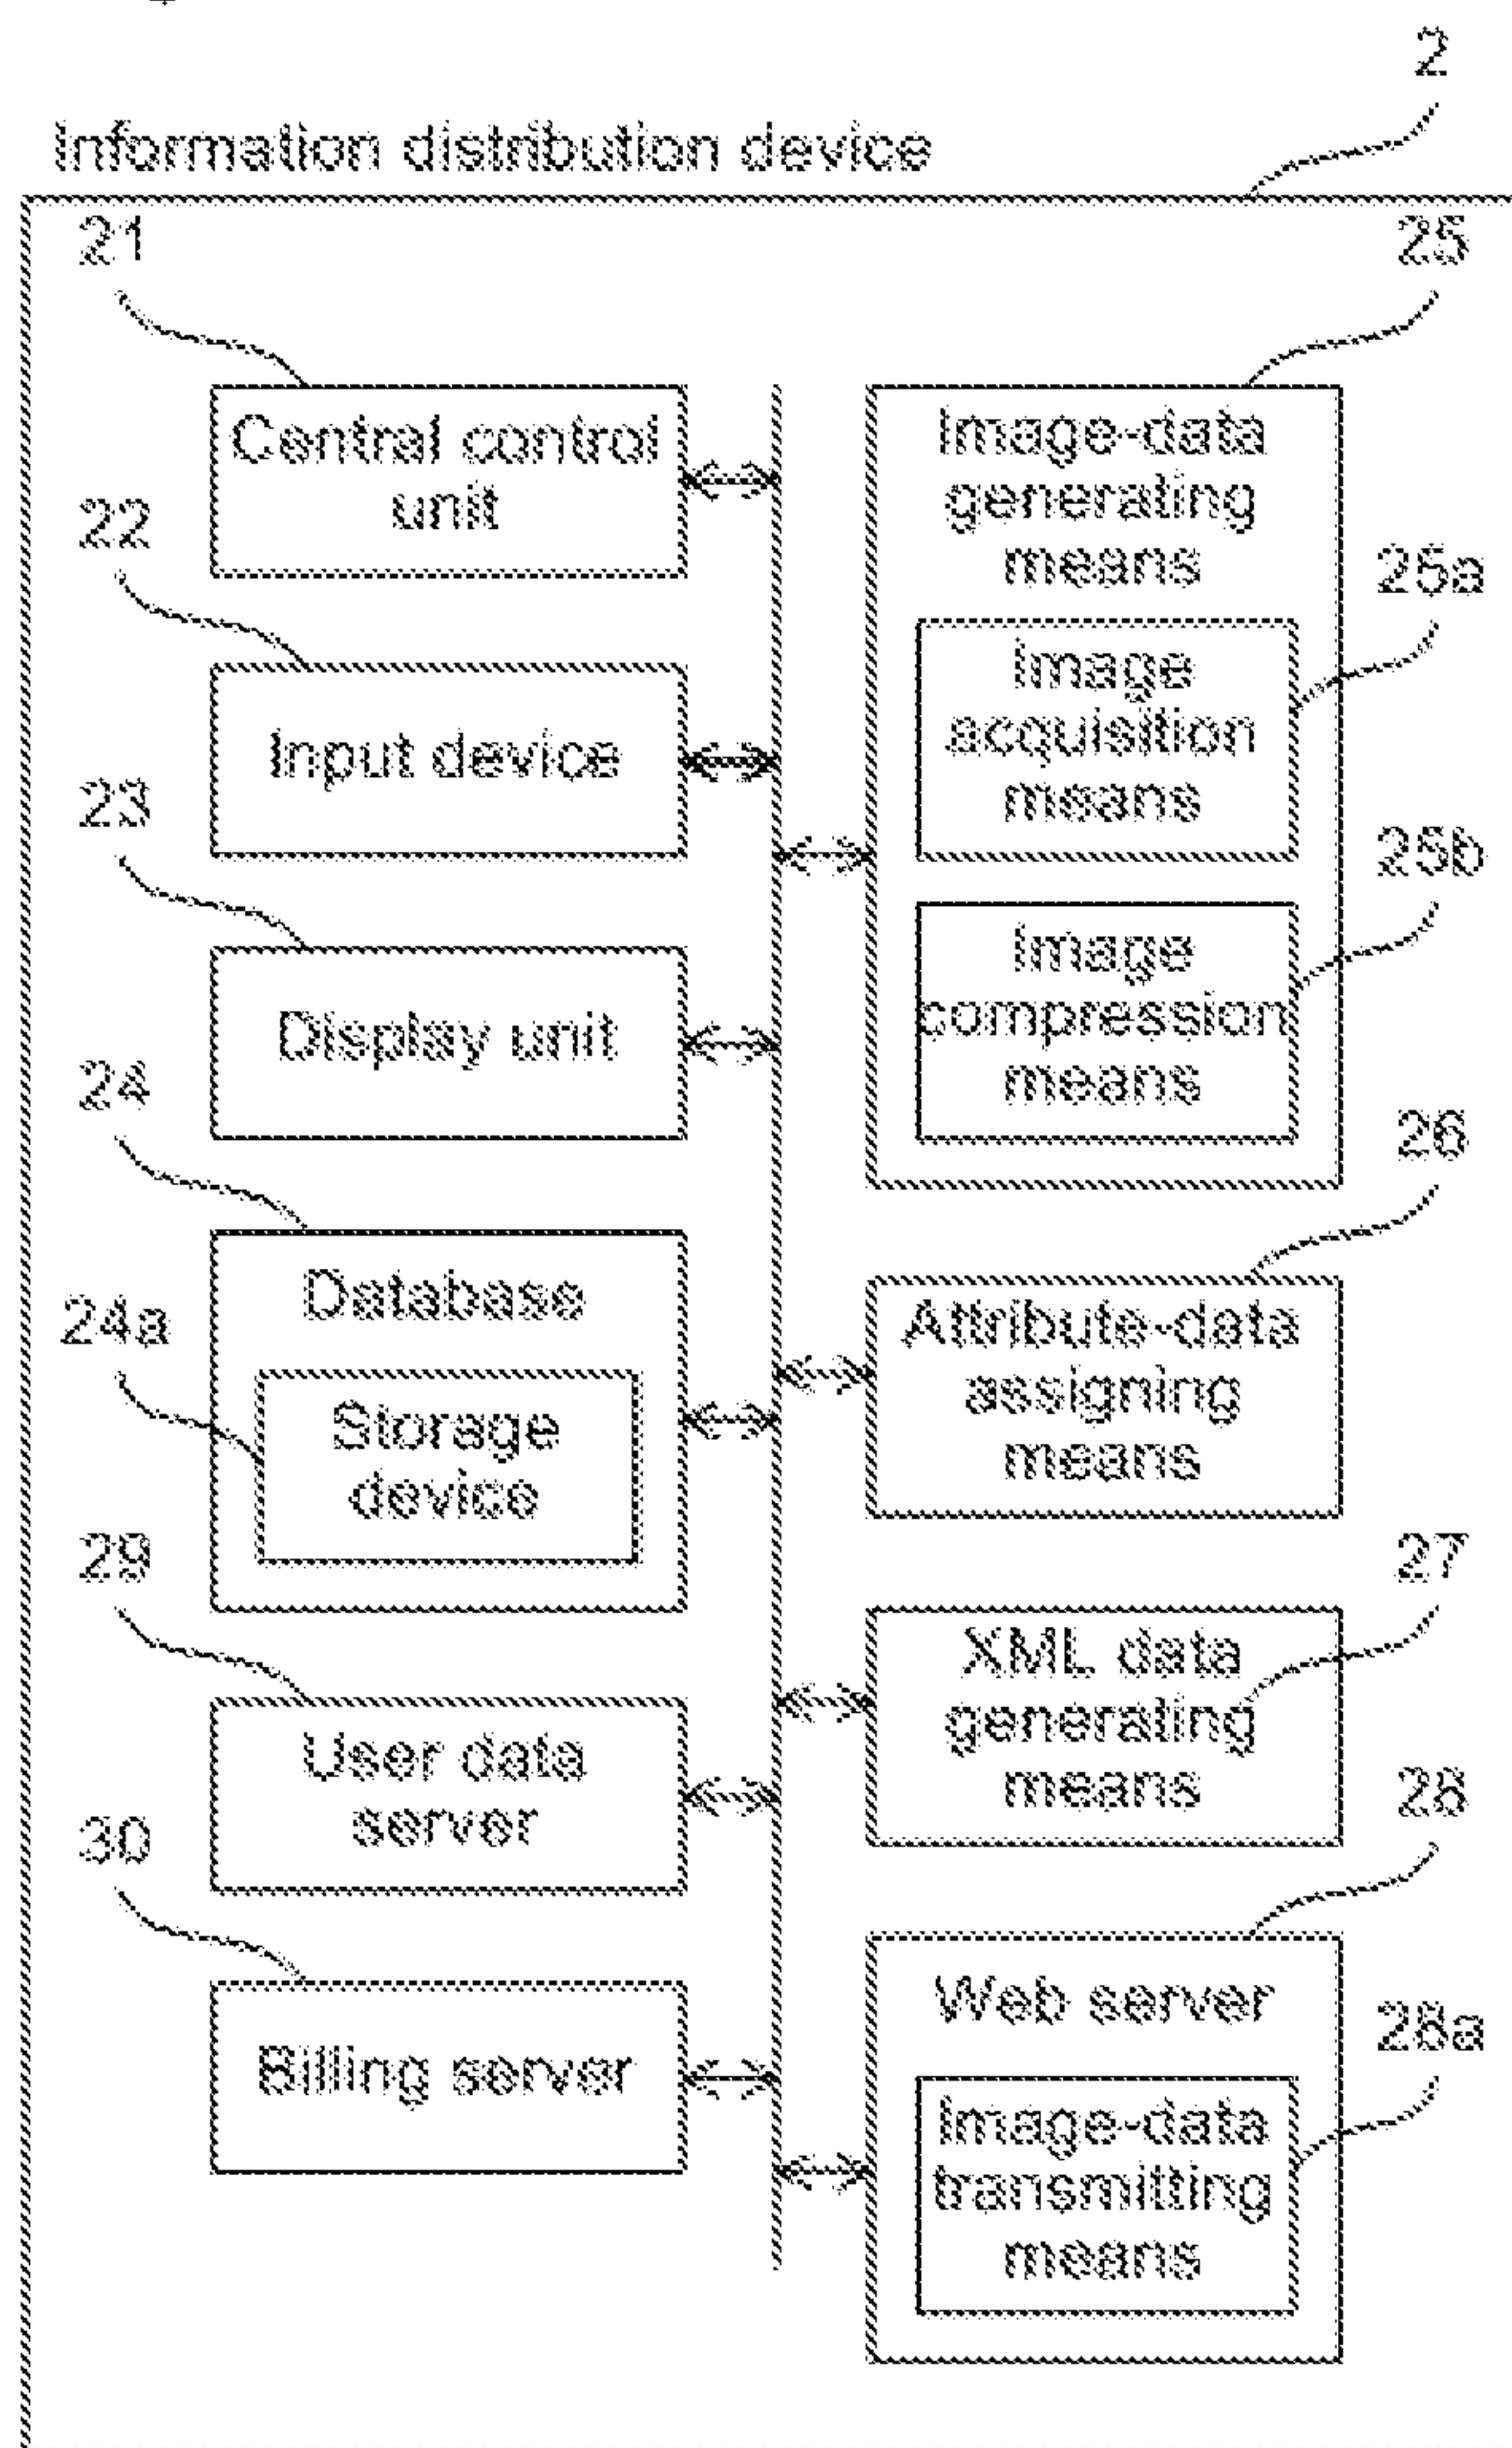 2
Information distribution device
21
Central control
unit
22
Input device
23
Display unit
24
Database
24a
Storage
device
29
User data
server
30
Billing server
25
Image-data
generating
means
25a
Image
acquisition
means
25b
Image
compression
means
26
Attribute-data
assigning
means
27
XML data
generating
means
28
Web server
28a
Image-data
transmitting
means